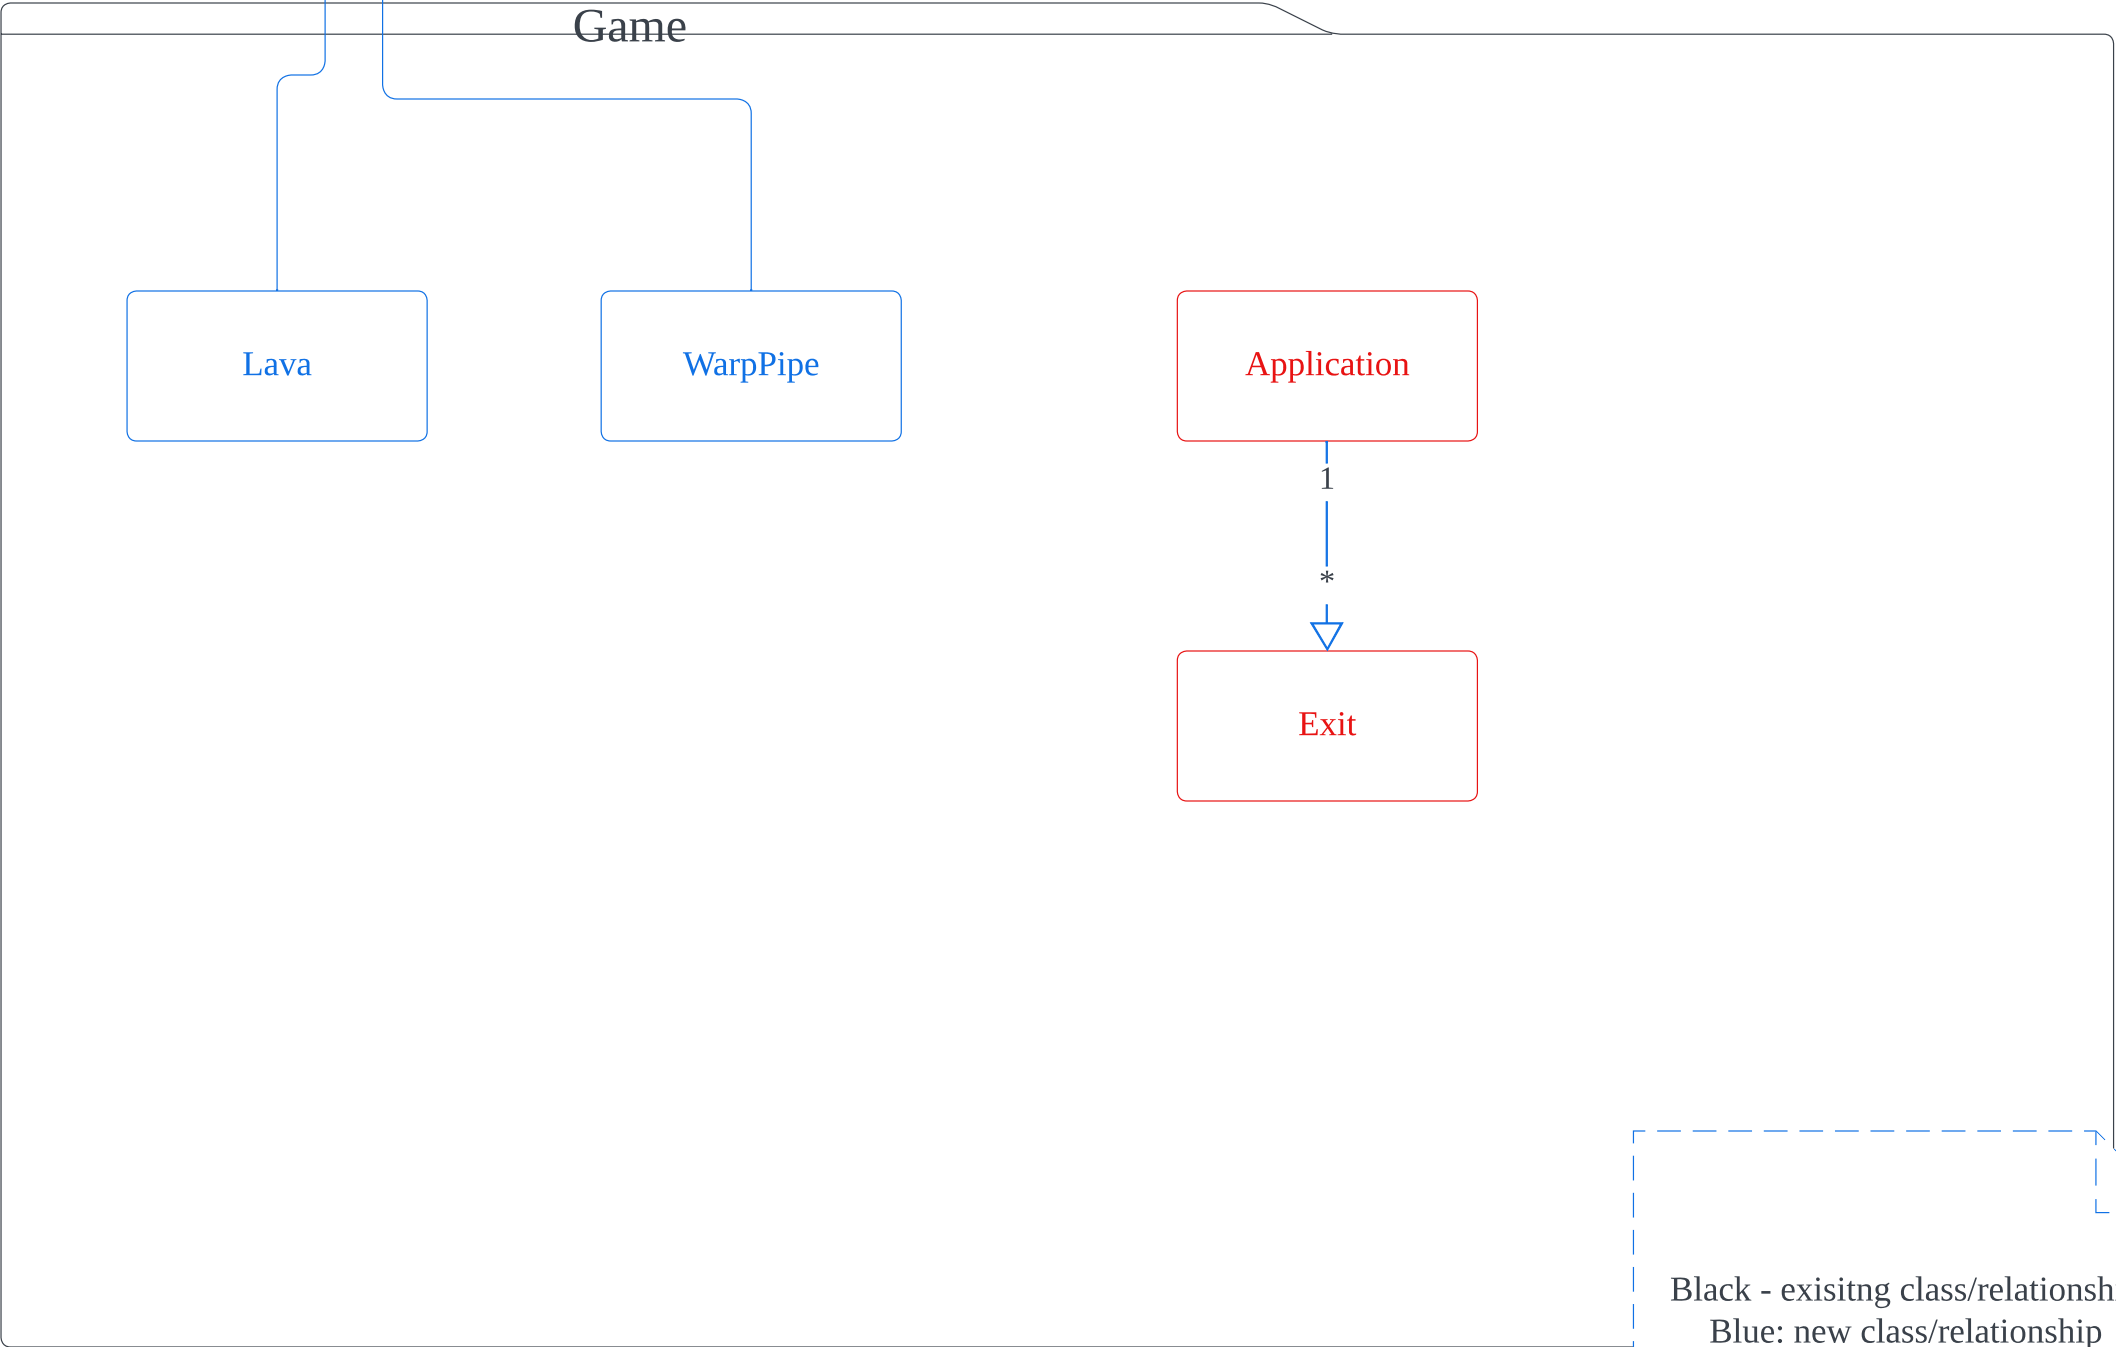 Game
Lava
WarpPipe
Application
1
*
Exit
Black - exisitng class/relationsh
Blue: new class/relationship